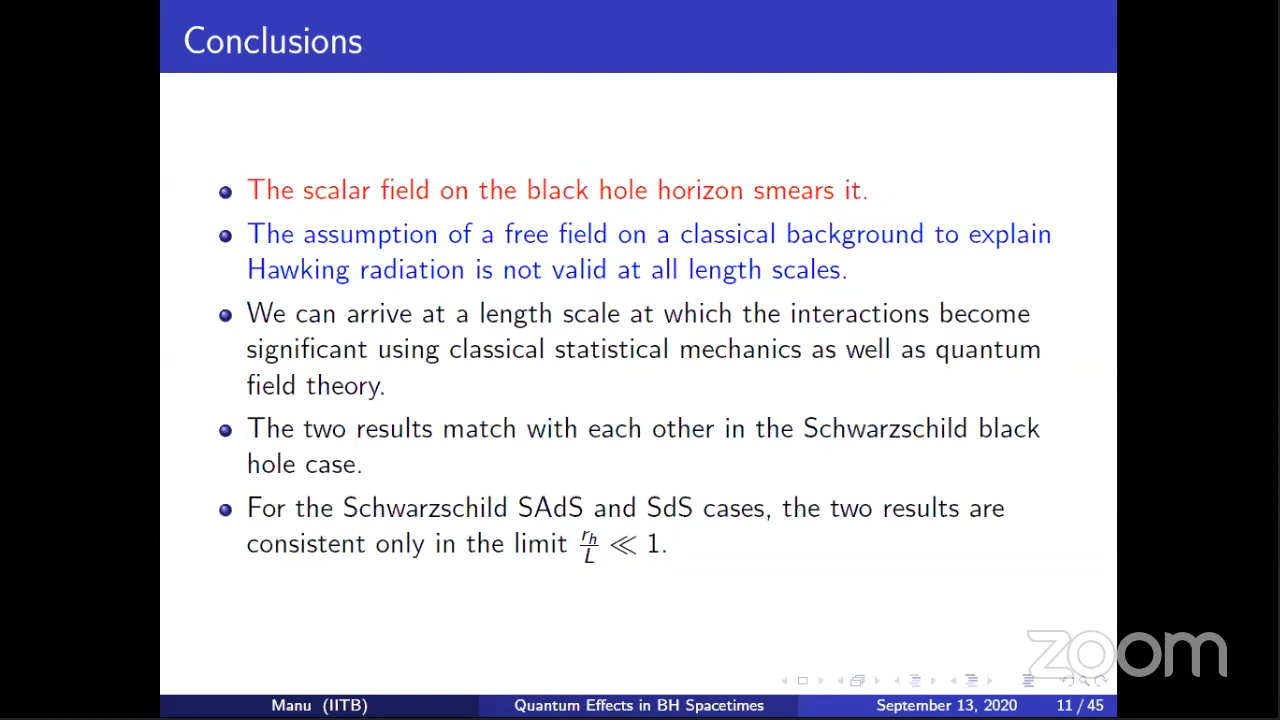 Conclusions
The scalar field on the black hole horizon smears it.
The assumption of a free field on a classical background to explain
Hawking radiation is not valid at all length scales.
We can arrive at a length scale at which the interactions become
significant using classical statistical mechanics as well as quantum
field theory.
The two results match with each other in the Schwarzschild black
hole case.
For the Schwarzschild SAdS and SdS cases, the two results are
consistent only in the limit r_h/L ≪ 1.
zoom
Manu (IITB) Quantum Effects in BH Spacetimes September 13, 2020 11 / 45